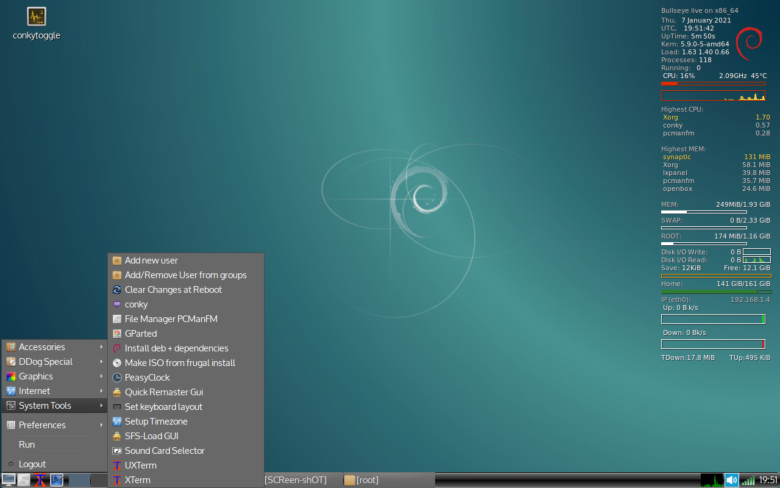 conkytoggle
Bullseye live on x86_64
Thu, 7 January 2021
UTC, 19:51:42
UpTime: 5m 50s
Kern: 5.9.0-5-amd64
Load: 1.63 1.40 0.66
Processes: 118
Running: 0
CPU: 16% 2.09GHz 45°C
Highest CPU:
Xorg 1.70
conky 0.57
pcmanfm 0.28
Highest MEM:
synaptic 131 MiB
Xorg 58.1 MiB
lxpanel 39.8 MiB
pcmanfm 35.7 MiB
openbox 24.6 MiB
MEM: 249MiB/1.93 GiB
SWAP: 0 B/2.33 GiB
ROOT: 174 MiB/1.16 GiB
Disk I/O Write: 0 B
Disk I/O Read: 0 B
Save: 12KiB Free: 12.1 GiB
Home: 141 GiB/161 GiB
IP (eth0): 192.168.1.4
Up: 0 B k/s
Down: 0 Bk/s
TDown:17.8 MiB TUp:495 KiB
Accessories
DDog Special
Graphics
Internet
System Tools
Preferences
Run
Logout
Add new user
Add/Remove User from groups
Clear Changes at Reboot
conky
File Manager PCManFM
GParted
Install deb + dependencies
Make ISO from frugal install
PeasyClock
Quick Remaster Gui
Set keyboard layout
Setup Timezone
SFS-Load GUI
Sound Card Selector
UXTerm
XTerm
[SCReen-shOT]
[root]
19:51